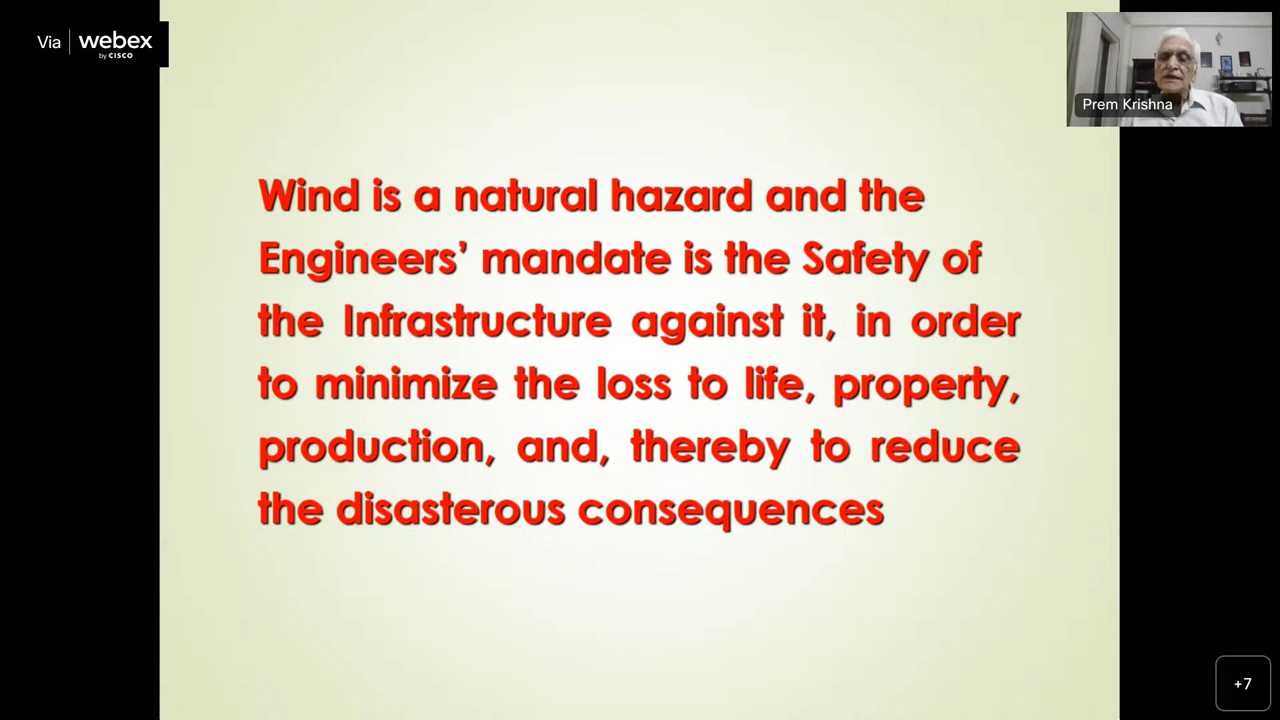 Via webex
by CISCO
Prem Krishna
Wind is a natural hazard and the
Engineers’ mandate is the Safety of
the Infrastructure against it, in order
to minimize the loss to life, property,
production, and, thereby to reduce
the disasterous consequences
+7